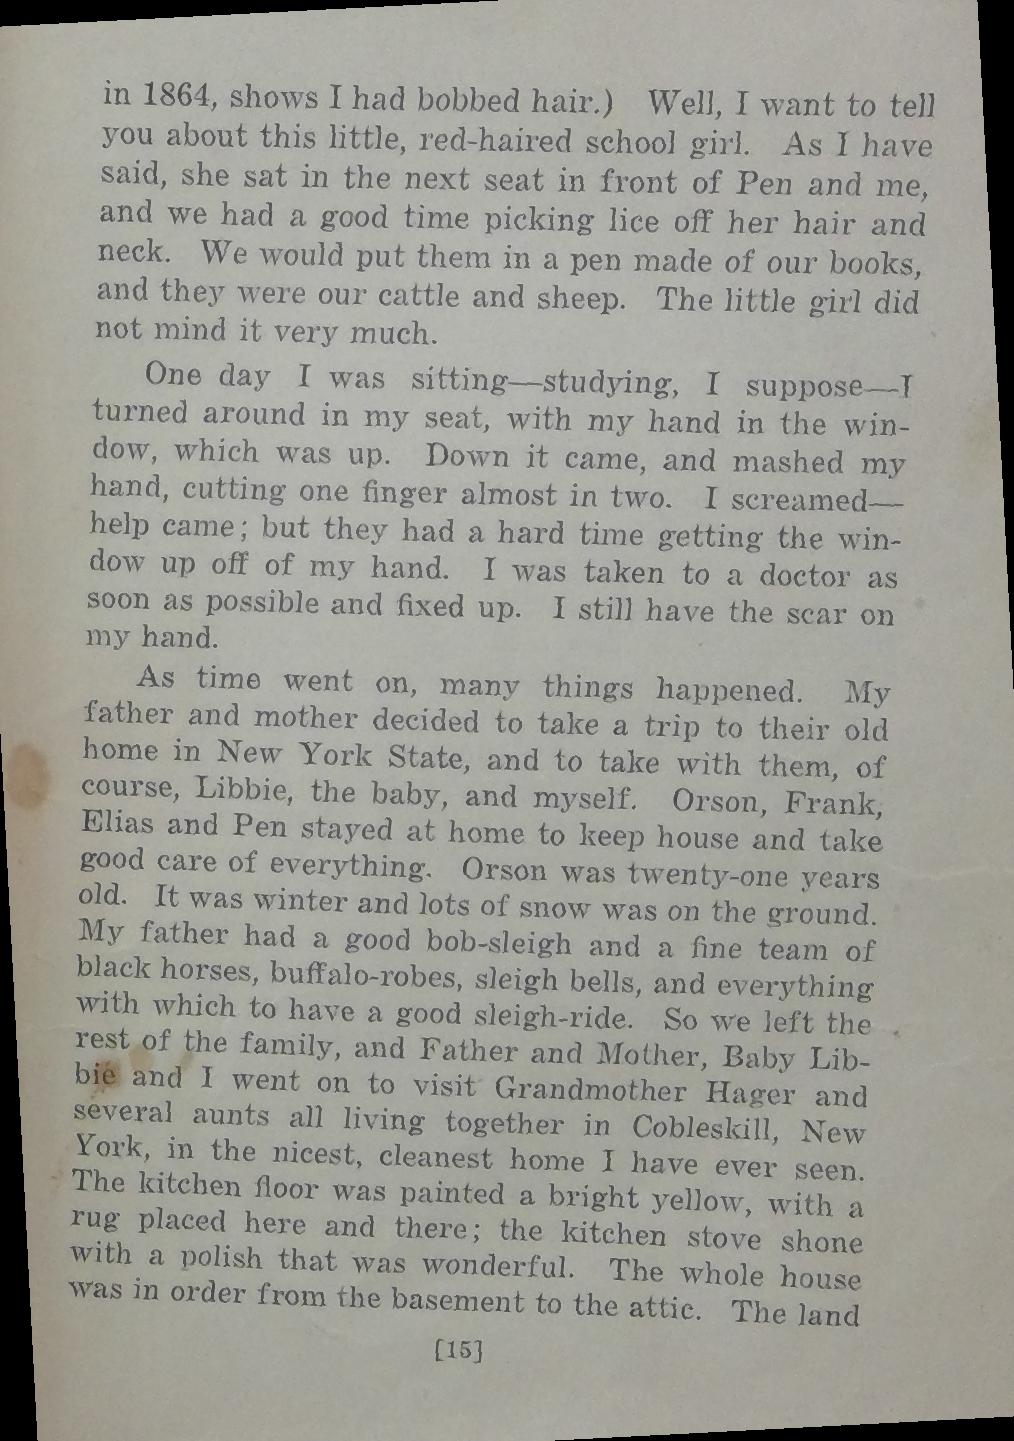 in 1864, shows I had bobbed hair.) Well, I want to tell
you about this little, red-haired school girl. As I have
said, she sat in the next seat in front of Pen and me,
and we had a good time picking lice off her hair and
neck. We would put them in a pen made of our books,
and they were our cattle and sheep. The little girl did
not mind it very much.
One day I was sitting—studying, I suppose—I
turned around in my seat, with my hand in the win-
dow, which was up. Down it came, and mashed my
hand, cutting one finger almost in two. I screamed—
help came; but they had a hard time getting the win-
dow up off of my hand. I was taken to a doctor as
soon as possible and fixed up. I still have the scar on
my hand.
As time went on, many things happened. My
father and mother decided to take a trip to their old
home in New York State, and to take with them, of
course, Libbie, the baby, and myself. Orson, Frank,
Elias and Pen stayed at home to keep house and take
good care of everything. Orson was twenty-one years
old. It was winter and lots of snow was on the ground.
My father had a good bob-sleigh and a fine team of
black horses, buffalo-robes, sleigh bells, and everything
with which to have a good sleigh-ride. So we left the
rest of the family, and Father and Mother, Baby Lib-
bie and I went on to visit Grandmother Hager and
several aunts all living together in Cobleskill, New
York, in the nicest, cleanest home I have ever seen.
The kitchen floor was painted a bright yellow, with a
rug placed here and there; the kitchen stove shone
with a polish that was wonderful. The whole house
was in order from the basement to the attic. The land
[15]